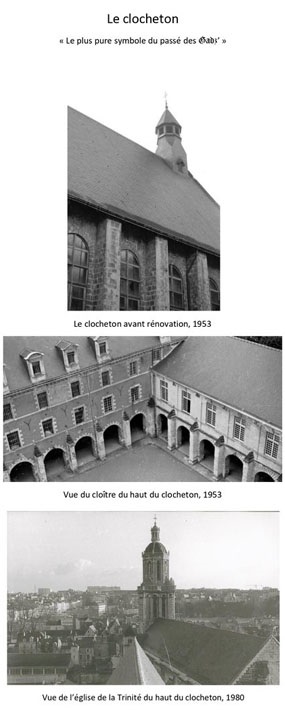 Le clocheton
« Le plus pure symbole du passé des Gadz' »
Le clocheton avant rénovation, 1953
Vue du cloître du haut du clocheton, 1953
Vue de l'église de la Trinité du haut du clocheton, 1980